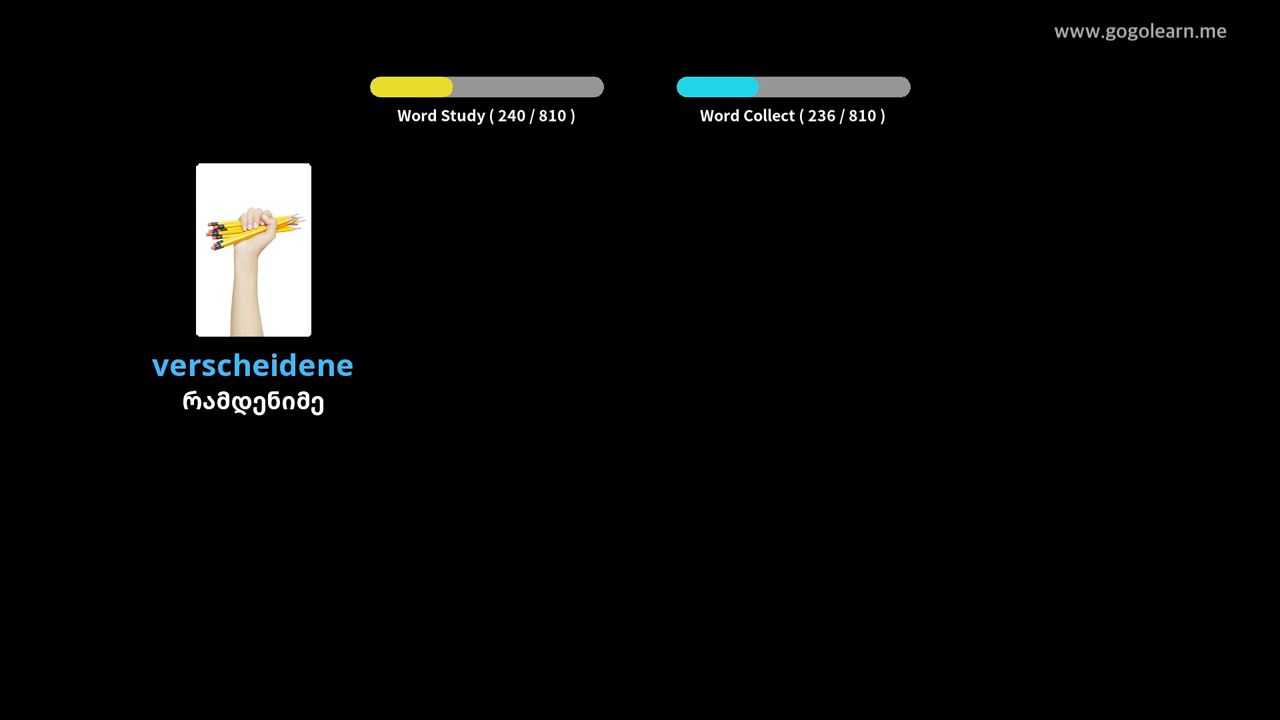 www.gogolearn.me
Word Study ( 240 / 810 )
Word Collect ( 236 / 810 )
verscheidene
რამდენიმე